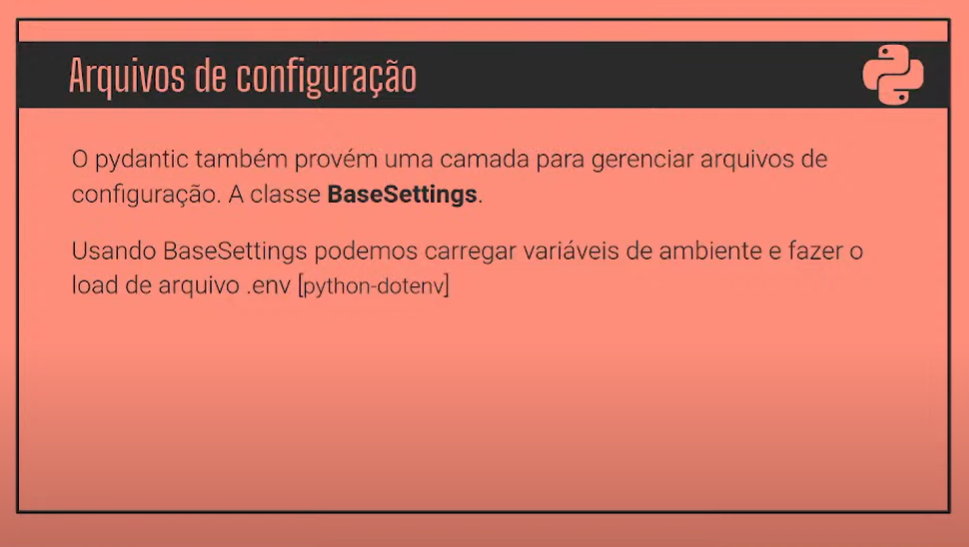 Arquivos de configuração
O pydantic também provém uma camada para gerenciar arquivos de
configuração. A classe BaseSettings.
Usando BaseSettings podemos carregar variáveis de ambiente e fazer o
load de arquivo .env [python-dotenv]